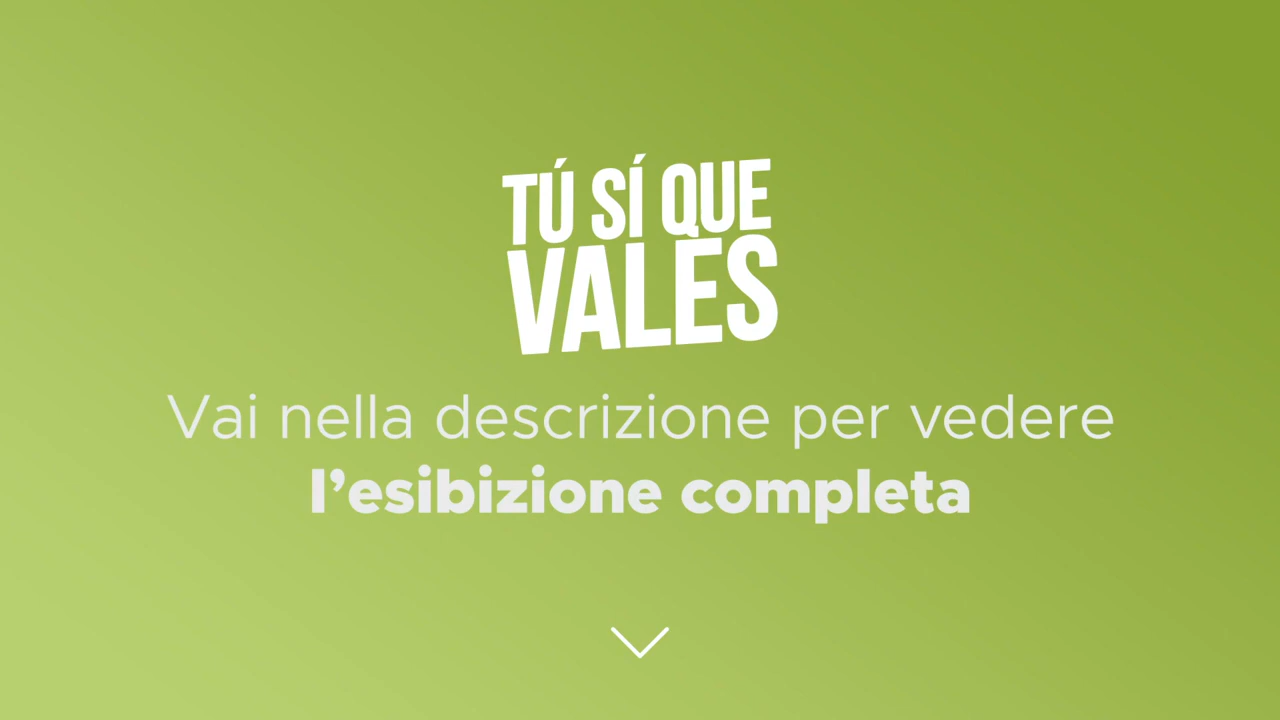 TÚ SÍ QUE
VALES
Vai nella descrizione per vedere
l’esibizione completa